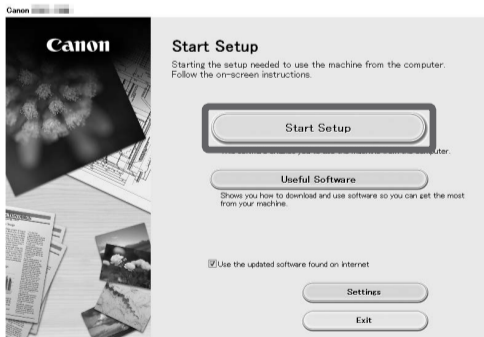 Canon
Canon
Start Setup
Starting the setup needed to use the machine from the computer.
Follow the on-screen instructions.
Start Setup
computer.
Useful Software
Shows you how to download and use software so you can get the most
from your machine.
Use the updated software found on internet
Settings
Exit